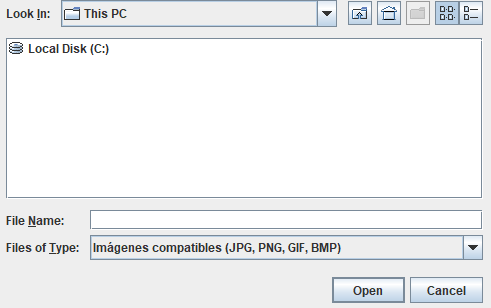 Look In: This PC
Local Disk (C:)
File Name:
Files of Type: Imágenes compatibles (JPG, PNG, GIF, BMP)
Open Cancel